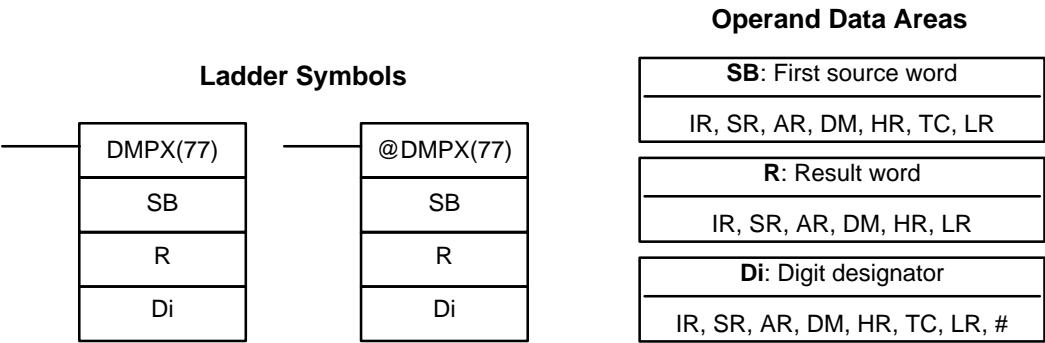 Operand Data Areas
Ladder Symbols
SB: First source word
IR, SR, AR, DM, HR, TC, LR
DMPX(77)
@DMPX(77)
R: Result word
SB
SB
IR, SR, AR, DM, HR, LR
R
R
Di: Digit designator
Di
Di
IR, SR, AR, DM, HR, TC, LR, #